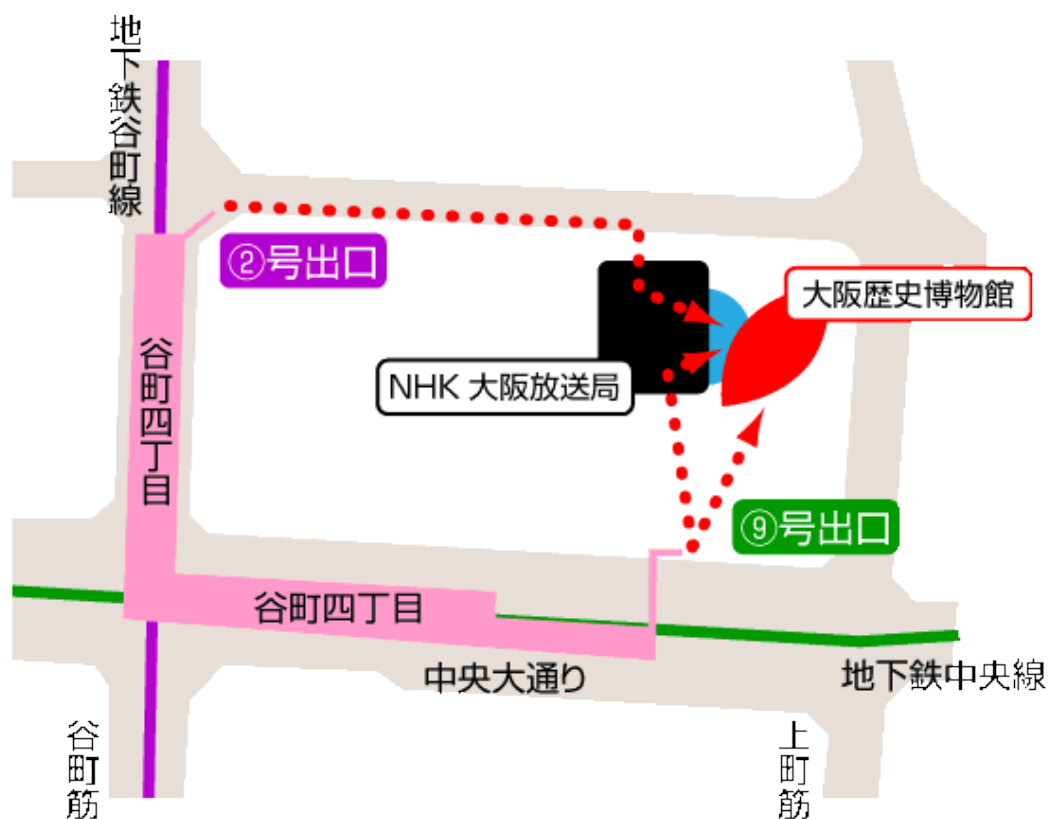 地下鉄谷町線
②号出口
大阪歴史博物館
谷町四丁目
NHK 大阪放送局
⑨号出口
谷町四丁目
中央大通り
地下鉄中央線
谷町筋
上町筋